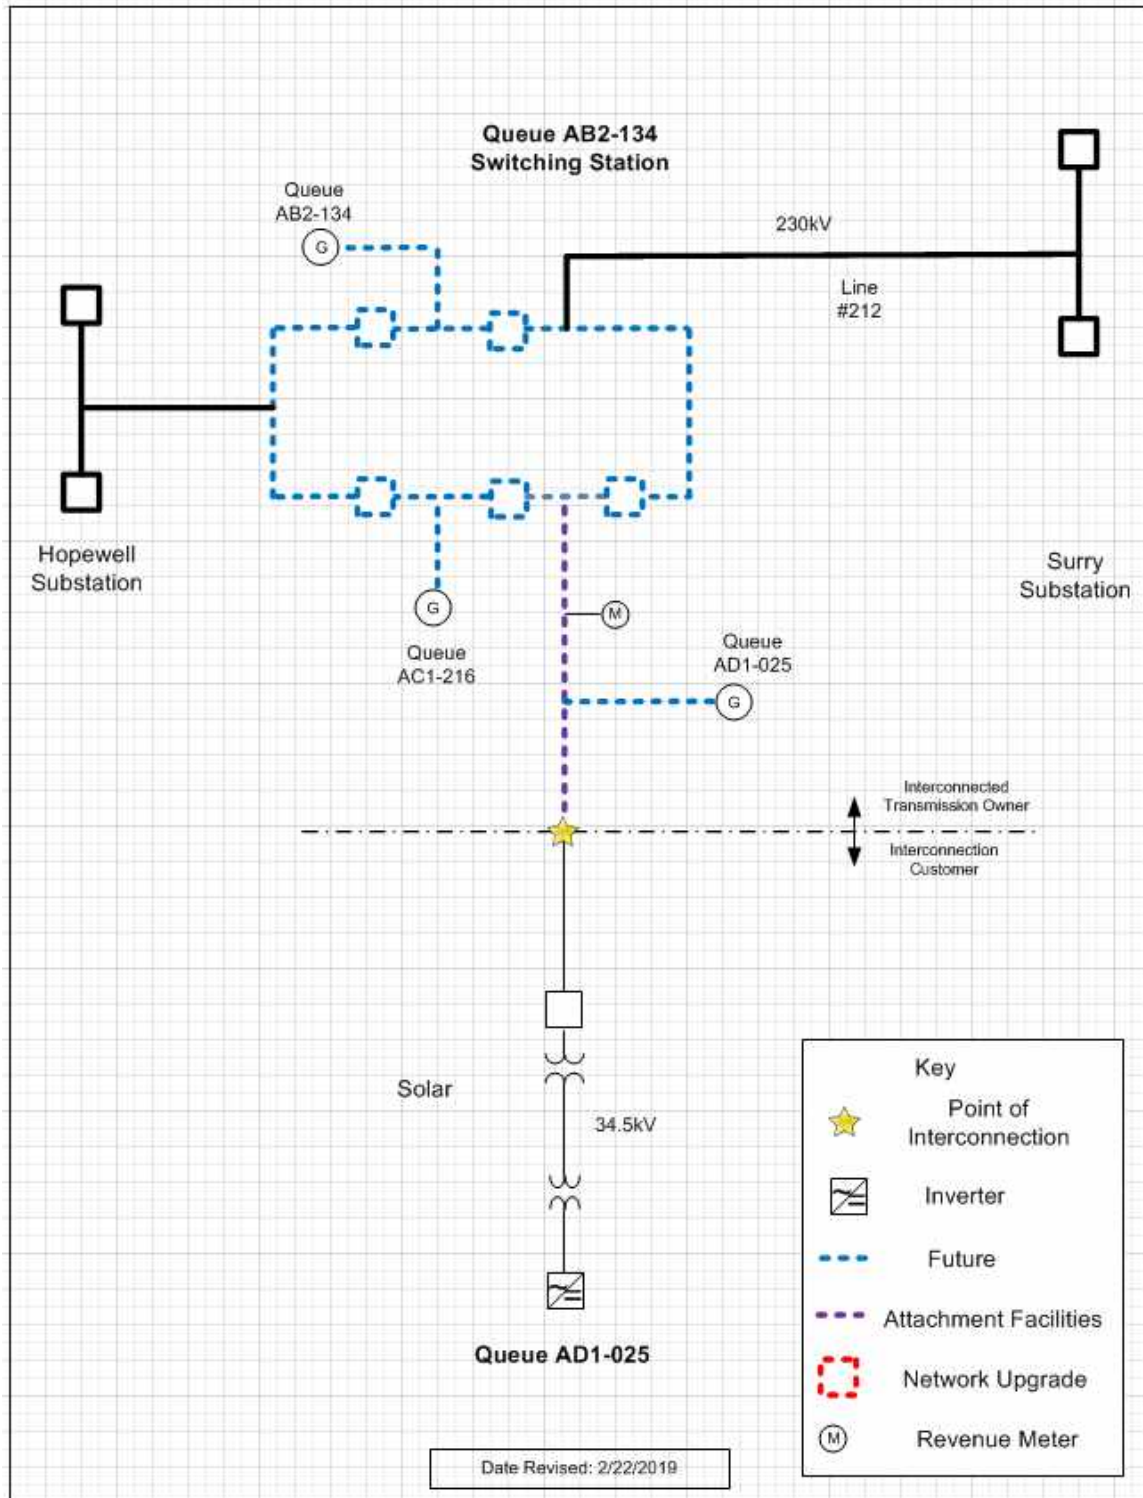 Queue AB2-134
Switching Station
Queue
AB2-134
G
230kV
Line
#212
Hopewell
Substation
Surry
Substation
G
M
Queue
AC1-216
Queue
AD1-025
G
Interconnected
Transmission Owner
Interconnection
Customer
Solar
34.5kV
Queue AD1-025
Key
Point of
Interconnection
Inverter
Future
Attachment Facilities
Network Upgrade
M
Revenue Meter
Date Revised: 2/22/2019